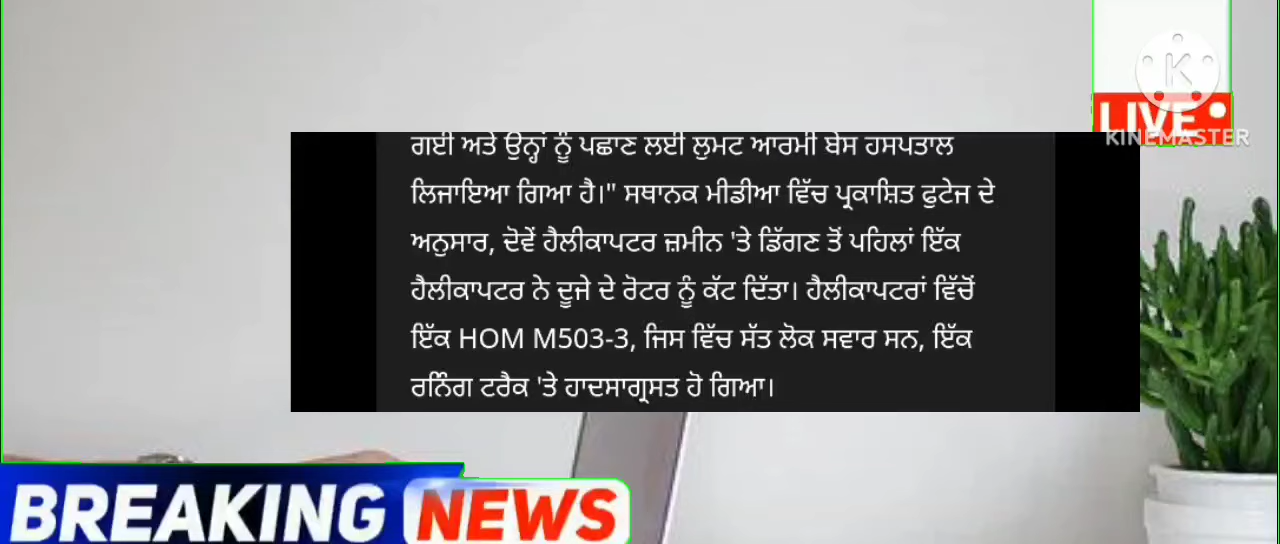 LIVE
KINEMASTER
ਗਈ ਅਤੇ ਉਨ੍ਹਾਂ ਨੂੰ ਪਛਾਣ ਲਈ ਲੁਮਟ ਆਰਮੀ ਬੇਸ ਹਸਪਤਾਲ
ਲਿਜਾਇਆ ਗਿਆ ਹੈ।" ਸਥਾਨਕ ਮੀਡੀਆ ਵਿੱਚ ਪ੍ਰਕਾਸ਼ਿਤ ਫੁਟੇਜ ਦੇ
ਅਨੁਸਾਰ, ਦੋਵੇਂ ਹੈਲੀਕਾਪਟਰ ਜ਼ਮੀਨ 'ਤੇ ਡਿੱਗਣ ਤੋਂ ਪਹਿਲਾਂ ਇੱਕ
ਹੈਲੀਕਾਪਟਰ ਨੇ ਦੂਜੇ ਦੇ ਰੋਟਰ ਨੂੰ ਕੱਟ ਦਿੱਤਾ। ਹੈਲੀਕਾਪਟਰਾਂ ਵਿੱਚੋਂ
ਇੱਕ HOM M503-3, ਜਿਸ ਵਿੱਚ ਸੱਤ ਲੋਕ ਸਵਾਰ ਸਨ, ਇੱਕ
ਰਨਿੰਗ ਟਰੈਕ 'ਤੇ ਹਾਦਸਾਗ੍ਰਸਤ ਹੋ ਗਿਆ।
BREAKING NEWS